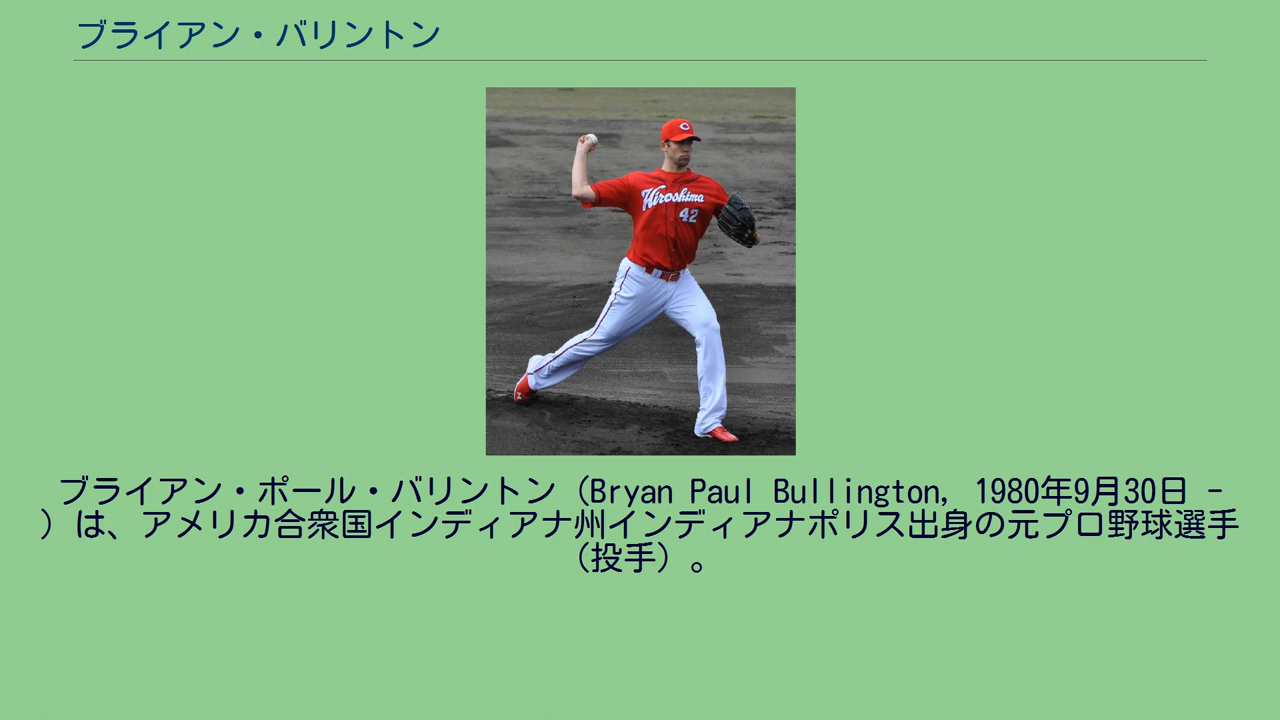 ブライアン・バリントン
Hiroshima
42
ブライアン・ポール・バリントン（Bryan Paul Bullington, 1980年9月30日 -
）は、アメリカ合衆国インディアナ州インディアナポリス出身の元プロ野球選手
（投手）。